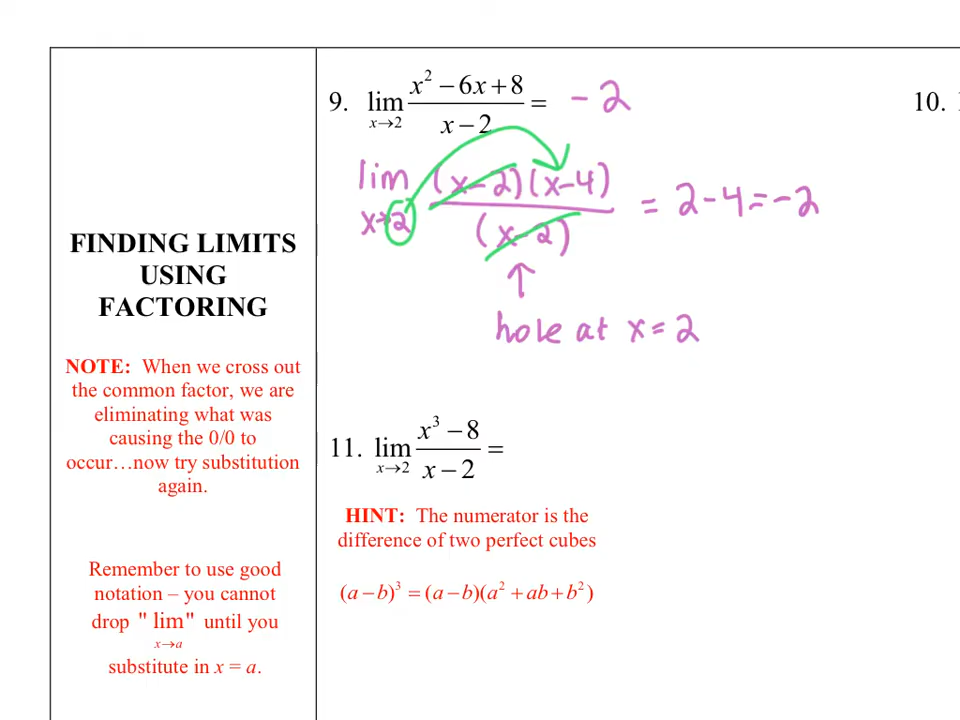 FINDING LIMITS
USING
FACTORING
NOTE: When we cross out
the common factor, we are
eliminating what was
causing the 0/0 to
occur…now try substitution
again.
Remember to use good
notation – you cannot
drop " lim" until you
x→a
substitute in x = a.
9. lim x→2 (x² − 6x + 8)/(x − 2) = −2
lim x→2 (x−2)(x−4)/(x−2) = 2−4=−2
↑
hole at x=2
11. lim x→2 (x³ − 8)/(x − 2) =
HINT: The numerator is the
difference of two perfect cubes
(a − b)³ = (a − b)(a² + ab + b²)
10.